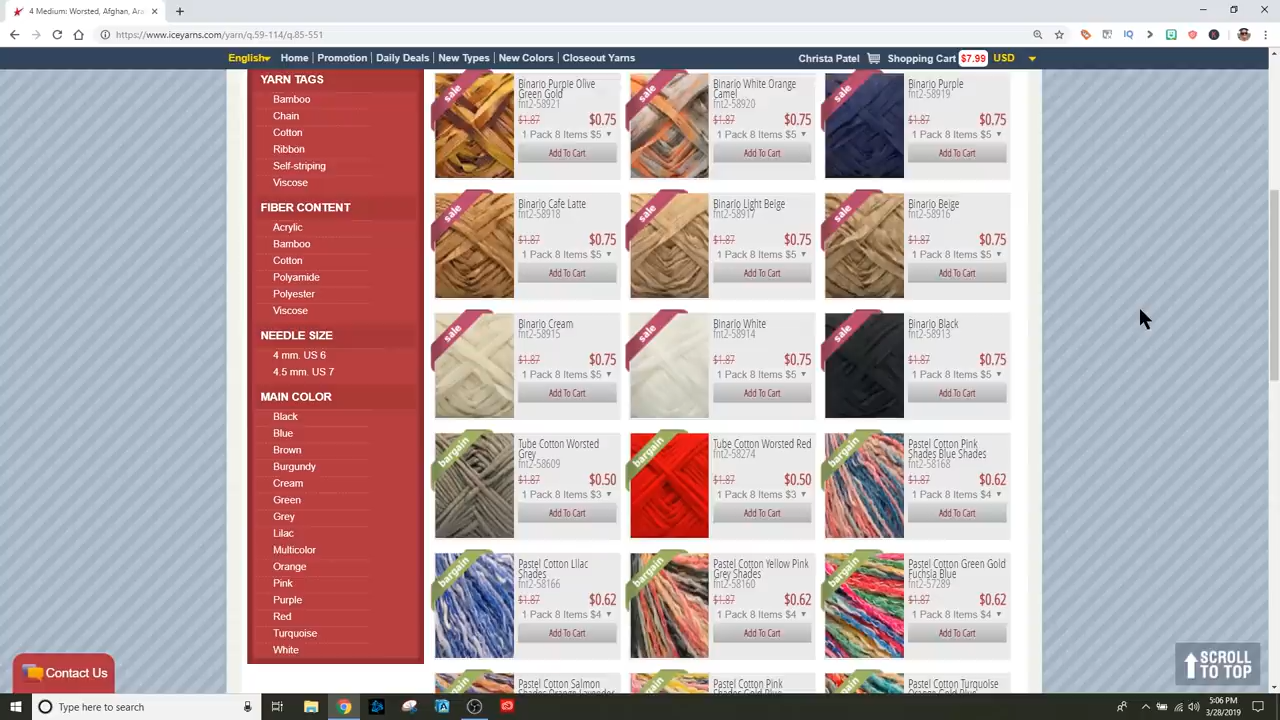 4 Medium: Worsted, Afghan, Ara
https://www.iceyarns.com/yarn/q.59-114/q.85-551
English Home Promotion Daily Deals New Types New Colors Closeout Yarns Christa Patel Shopping Cart $7.99 USD
YARN TAGS
Bamboo
Chain
Cotton
Ribbon
Self-striping
Viscose
FIBER CONTENT
Acrylic
Bamboo
Cotton
Polyamide
Polyester
Viscose
NEEDLE SIZE
4 mm. US 6
4.5 mm. US 7
MAIN COLOR
Black
Blue
Brown
Burgundy
Cream
Green
Grey
Lilac
Multicolor
Orange
Pink
Purple
Red
Turquoise
White
sale
Binario Purple Olive
Green Gold
fnt2-58921
$1.87 $0.75
1 Pack 8 Items $5
Add To Cart
sale
Binario White Orange
Camel
fnt2-58920
$1.87 $0.75
1 Pack 8 Items $5
Add To Cart
sale
Binario Purple
fnt2-58919
$1.87 $0.75
1 Pack 8 Items $5
Add To Cart
sale
Binario Cafe Latte
fnt2-58918
$1.87 $0.75
1 Pack 8 Items $5
Add To Cart
sale
Binario Light Beige
fnt2-58917
$1.87 $0.75
1 Pack 8 Items $5
Add To Cart
sale
Binario Beige
fnt2-58916
$1.87 $0.75
1 Pack 8 Items $5
Add To Cart
sale
Binario Cream
fnt2-58915
$1.87 $0.75
1 Pack 8 Items $5
Add To Cart
sale
Binario White
fnt2-58914
$1.87 $0.75
1 Pack 8 Items $5
Add To Cart
sale
Binario Black
fnt2-58913
$1.87 $0.75
1 Pack 8 Items $5
Add To Cart
bargain
Tube Cotton Worsted
Grey
fnt2-58609
$1.87 $0.50
1 Pack 8 Items $3
Add To Cart
bargain
Tube Cotton Worsted Red
fnt2-58274
$1.87 $0.50
1 Pack 8 Items $3
Add To Cart
bargain
Pastel Cotton Pink
Shades Blue Shades
fnt2-58168
$1.87 $0.62
1 Pack 8 Items $4
Add To Cart
bargain
Pastel Cotton Lilac
Shades
fnt2-58166
$1.87 $0.62
1 Pack 8 Items $4
Add To Cart
bargain
Pastel Cotton Yellow Pink
Grey Shades
fnt2-58160
$1.87 $0.62
1 Pack 8 Items $4
Add To Cart
bargain
Pastel Cotton Green Gold
Fuchsia Blue
fnt2-57289
$1.87 $0.62
1 Pack 8 Items $4
Add To Cart
Pastel Cotton Salmon
Pastel Cotton Pink
Pastel Cotton Turquoise
Contact Us
SCROLL
TO TOP
Type here to search
5:06 PM
3/28/2019